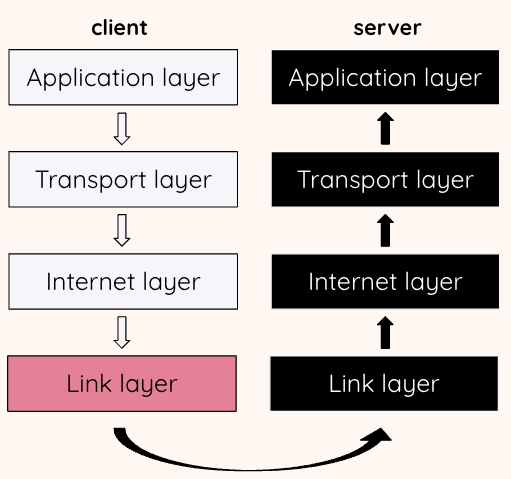 client
server
Application layer
Application layer
Transport layer
Transport layer
Internet layer
Internet layer
Link layer
Link layer